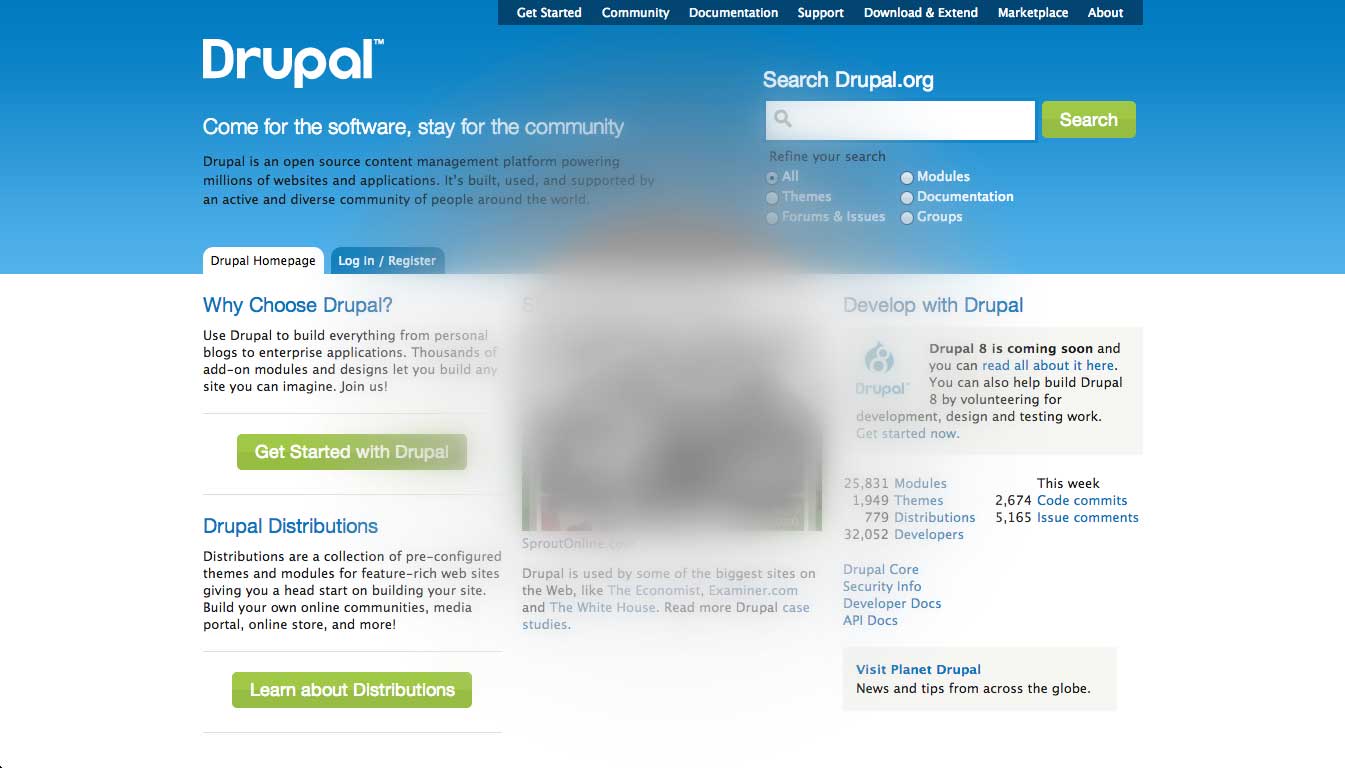 Get Started Community Documentation Support Download & Extend Marketplace About
Drupal™
Come for the software, stay for the community
Drupal is an open source content management platform powering
millions of websites and applications. It's built, used, and supported by
an active and diverse community of people around the world.
Search Drupal.org
Search
Refine your search
All
Modules
Themes
Documentation
Forums & Issues
Groups
Drupal Homepage
Log in / Register
Why Choose Drupal?
Use Drupal to build everything from personal
blogs to enterprise applications. Thousands of
add-on modules and designs let you build any
site you can imagine. Join us!
Get Started with Drupal
Drupal Distributions
Distributions are a collection of pre-configured
themes and modules for feature-rich web sites
giving you a head start on building your site.
Build your own online communities, media
portal, online store, and more!
Learn about Distributions
SproutOnline.com
Drupal is used by some of the biggest sites on
the Web, like The Economist, Examiner.com
and The White House. Read more Drupal case
studies.
Develop with Drupal
Drupal™
Drupal 8 is coming soon and
you can read all about it here.
You can also help build Drupal
8 by volunteering for
development, design and testing work.
Get started now.
25,831 Modules
1,949 Themes
779 Distributions
32,052 Developers
This week
2,674 Code commits
5,165 Issue comments
Drupal Core
Security Info
Developer Docs
API Docs
Visit Planet Drupal
News and tips from across the globe.